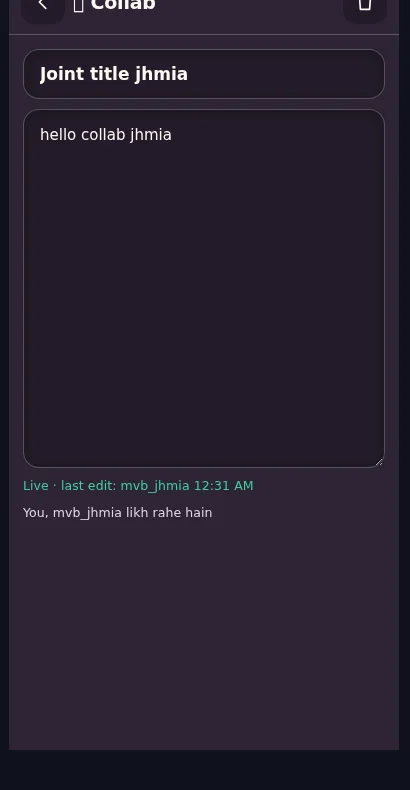 Collab
Joint title jhmia
hello collab jhmia
Live · last edit: mvb_jhmia 12:31 AM
You, mvb_jhmia likh rahe hain